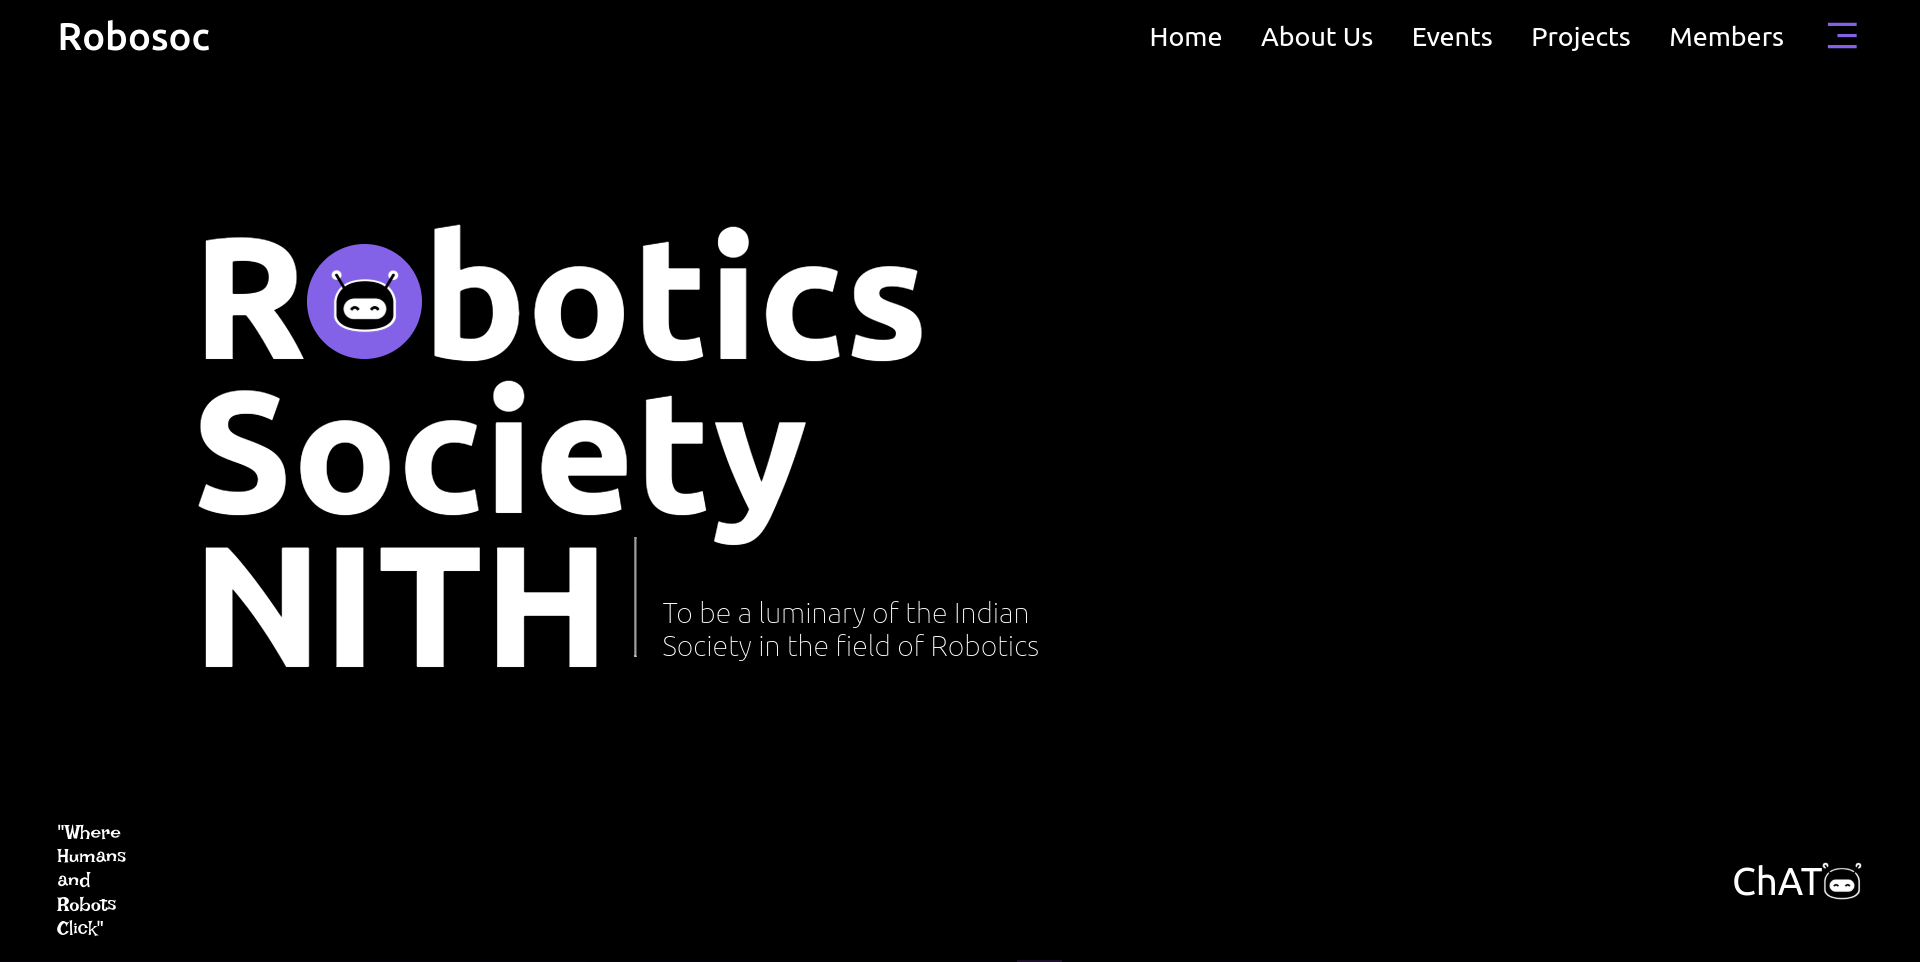 Robosoc
Home About Us Events Projects Members
Robotics
Society
NITH
To be a luminary of the Indian
Society in the field of Robotics
"Where
Humans
and
Robots
Click"
ChAT